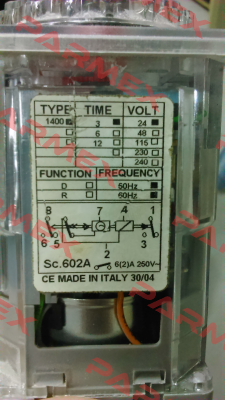 PARMEX
TYPE TIME VOLT
1400 3 24
6 48
12 115
230
240
FUNCTION FREQUENCY
D 50Hz
R 60Hz
8 7 4 1
6 5 2 3
Sc.602A 6(2)A 250V~
CE MADE IN ITALY 30/04
PARMEX